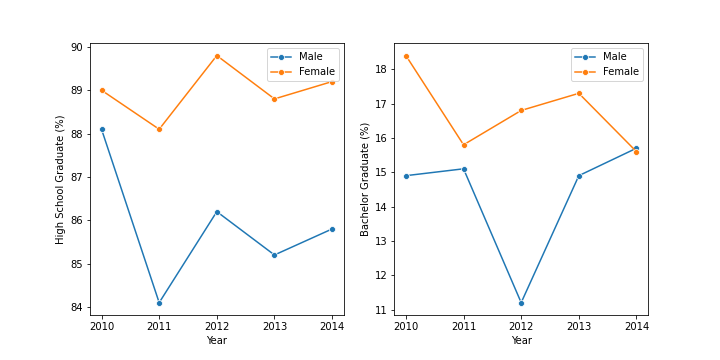 90
89
88
87
86
85
84
High School Graduate (%)
2010 2011 2012 2013 2014
Year
Male
Female
18
17
16
15
14
13
12
11
Bachelor Graduate (%)
2010 2011 2012 2013 2014
Year
Male
Female